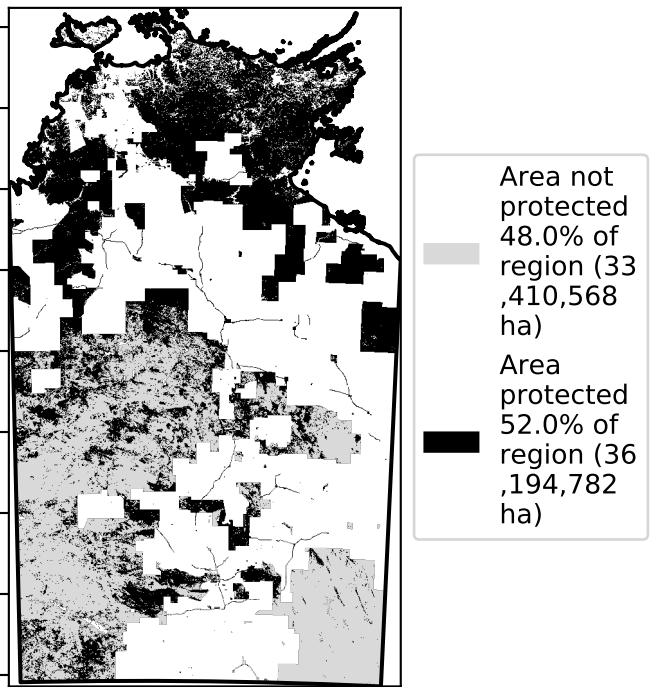 Area not
protected
48.0% of
region (33
,410,568
ha)
Area
protected
52.0% of
region (36
,194,782
ha)